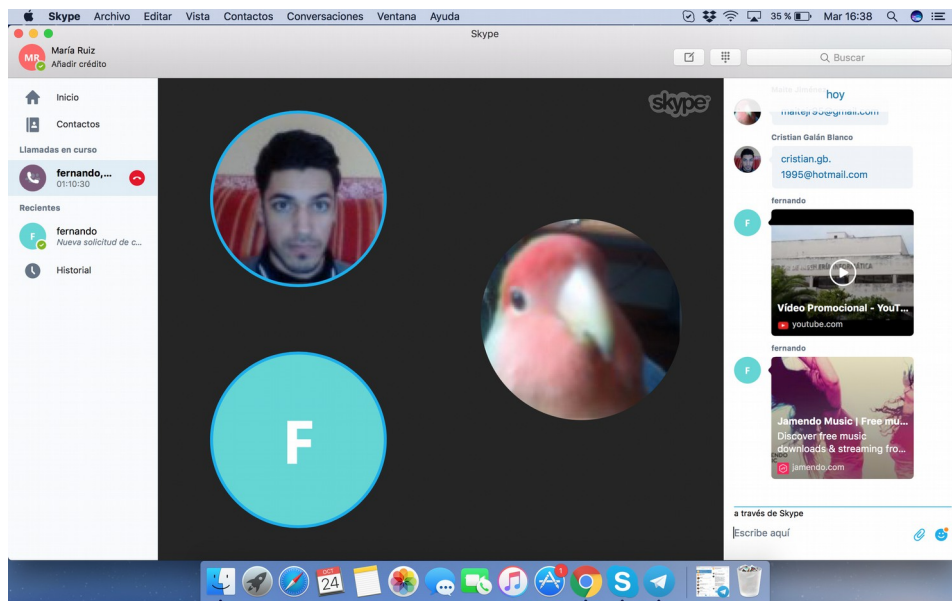 Skype Archivo Editar Vista Contactos Conversaciones Ventana Ayuda
35 % Mar 16:38
Skype
MR
María Ruiz
Añadir crédito
Buscar
Inicio
Contactos
Llamadas en curso
fernando,...
01:10:30
Recientes
F
fernando
Nueva solicitud de c...
Historial
skype
F
hoy
Cristian Galán Blanco
cristian.gb.
1995@hotmail.com
fernando
F
INFORMÁTICA
Vídeo Promocional - YouT...
youtube.com
fernando
F
Jamendo Music | Free mu...
Discover free music
downloads & streaming fro...
jamendo.com
a través de Skype
Escribe aquí
OCT
24
1
S